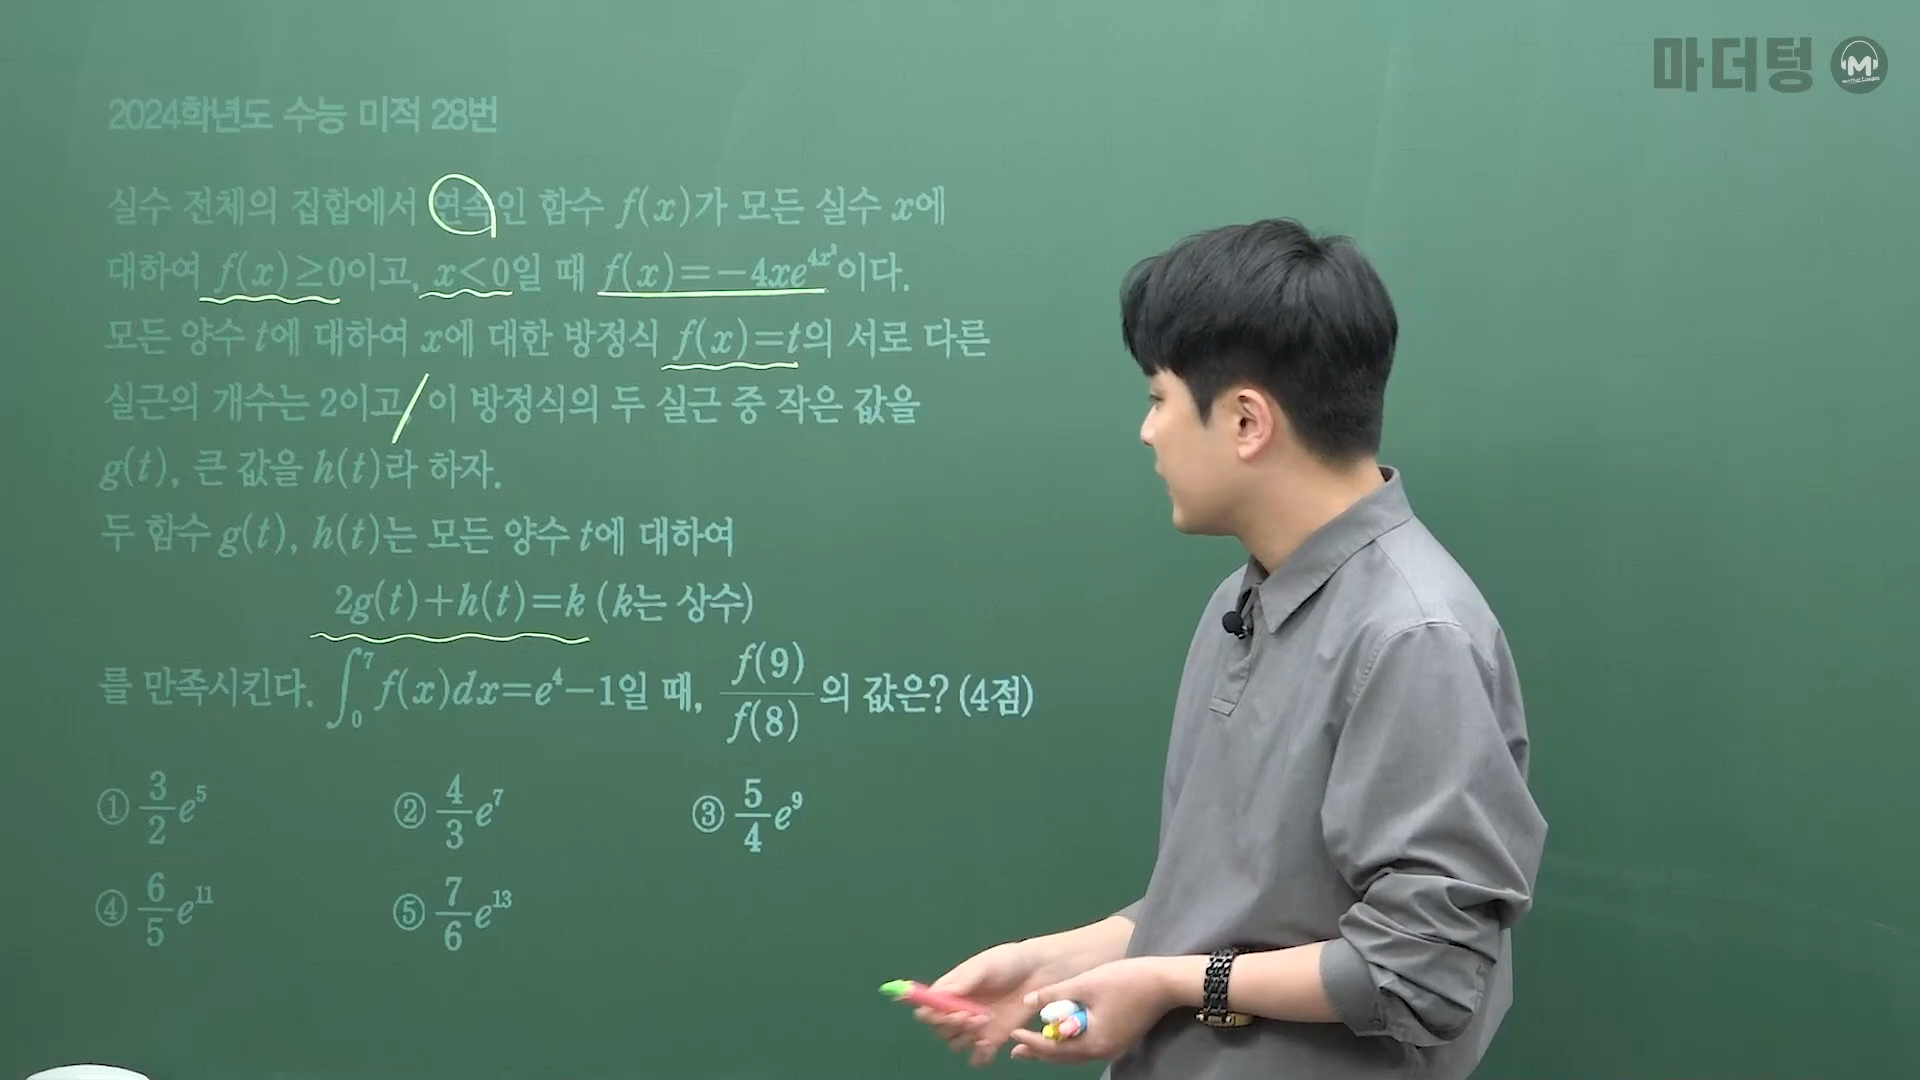 마더텅 M
2024학년도 수능 미적 28번
실수 전체의 집합에서 연속인 함수 f(x)가 모든 실수 x에
대하여 f(x)≥0이고, x<0일 때 f(x)=−4xe^{4x²}이다.
모든 양수 t에 대하여 x에 대한 방정식 f(x)=t의 서로 다른
실근의 개수는 2이고 이 방정식의 두 실근 중 작은 값을
g(t), 큰 값을 h(t)라 하자.
두 함수 g(t), h(t)는 모든 양수 t에 대하여
2g(t)+h(t)=k (k는 상수)
를 만족시킨다. ∫₀⁷ f(x)dx=e⁴−1일 때, f(9)/f(8)의 값은? (4점)
① 3/2 e⁵ ② 4/3 e⁷ ③ 5/4 e⁹
④ 6/5 e¹¹ ⑤ 7/6 e¹³